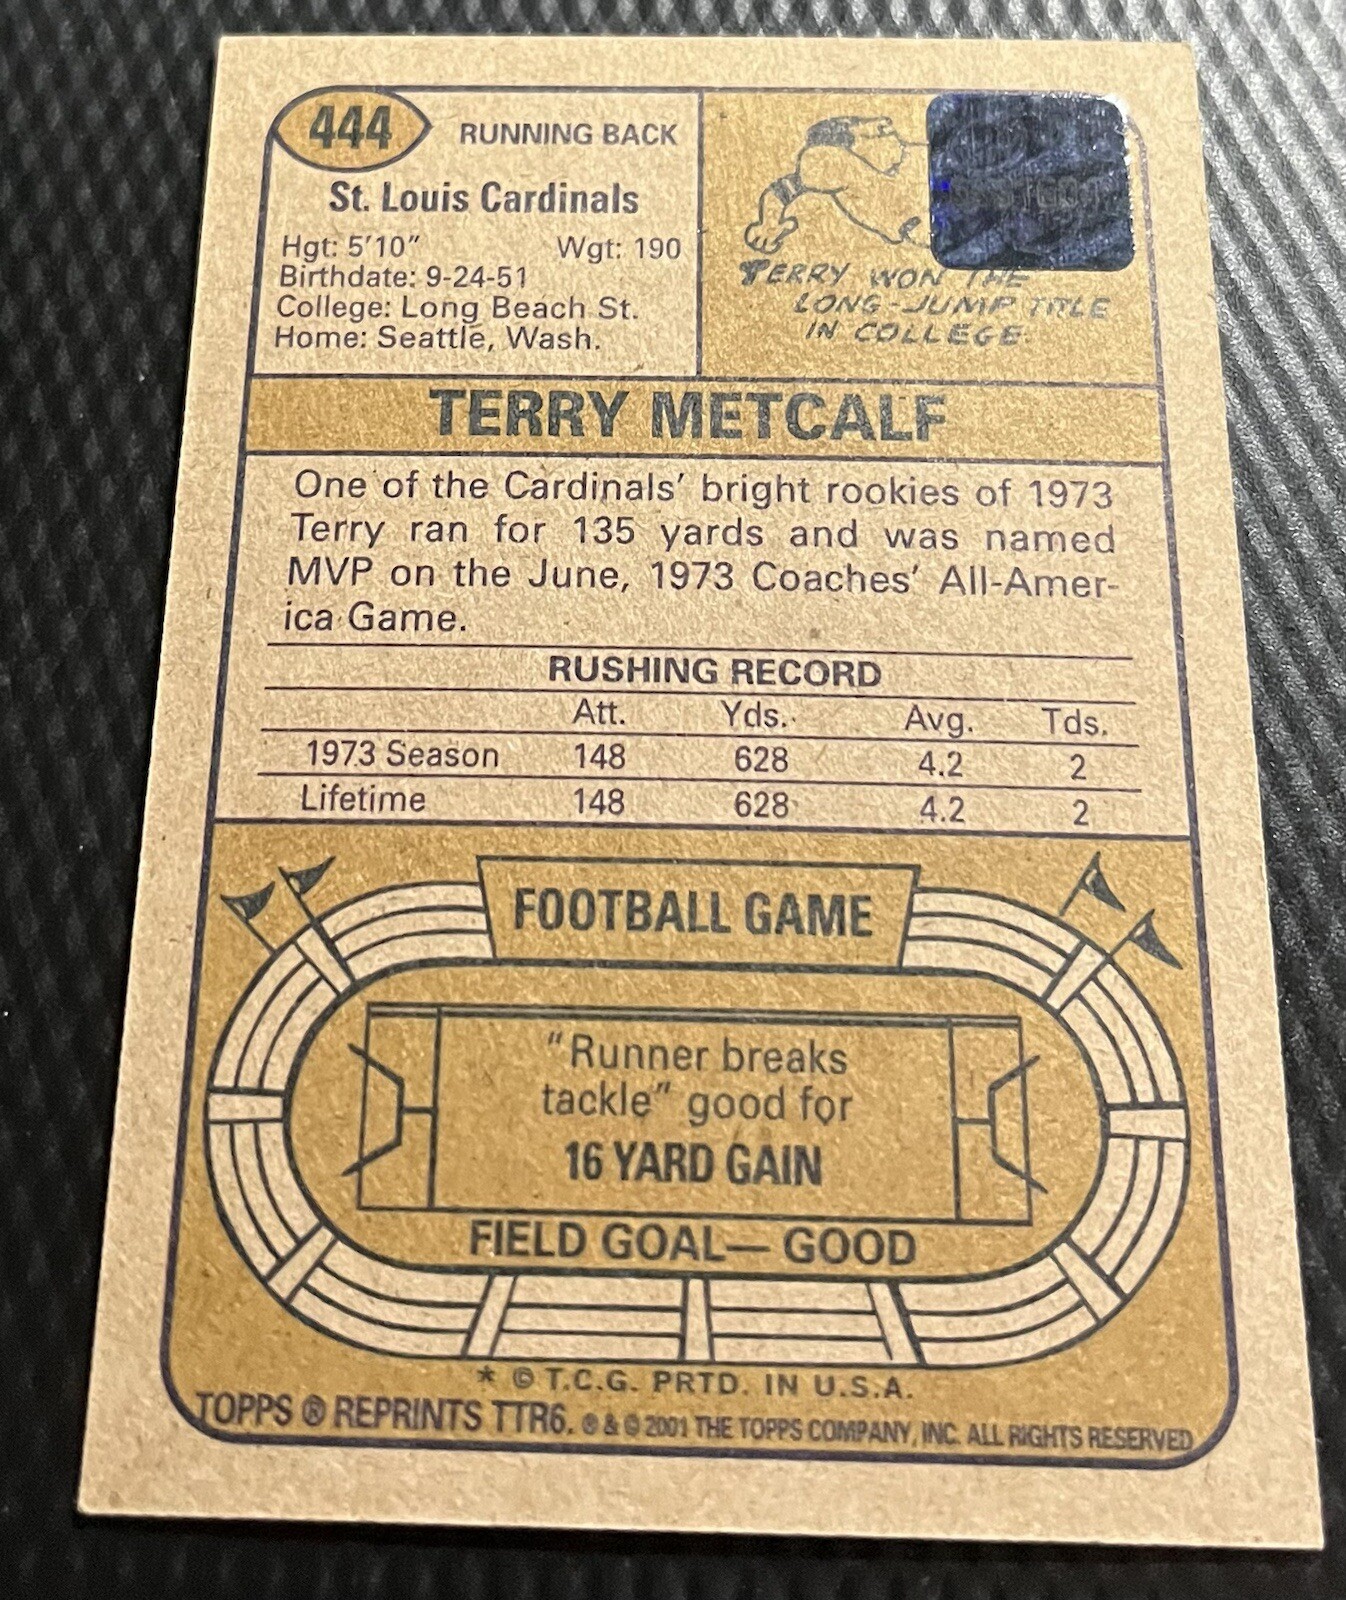 444
RUNNING BACK
St. Louis Cardinals
Hgt: 5'10" Wgt: 190
Birthdate: 9-24-51
College: Long Beach St.
Home: Seattle, Wash.
TERRY WON THE
LONG-JUMP TITLE
IN COLLEGE.
TERRY METCALF
One of the Cardinals' bright rookies of 1973
Terry ran for 135 yards and was named
MVP on the June, 1973 Coaches' All-Amer-
ica Game.
RUSHING RECORD
Att. Yds. Avg. Tds.
1973 Season 148 628 4.2 2
Lifetime 148 628 4.2 2
FOOTBALL GAME
"Runner breaks
tackle" good for
16 YARD GAIN
FIELD GOAL— GOOD
* © T.C.G. PRTD. IN U.S.A.
TOPPS ® REPRINTS TTR6. ® & © 2001 THE TOPPS COMPANY, INC. ALL RIGHTS RESERVED